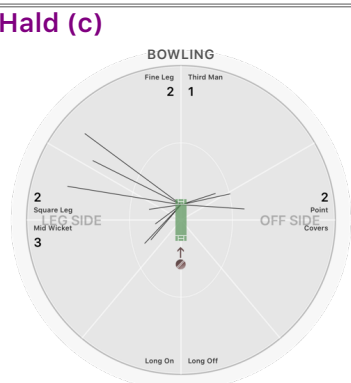 Hald (c)
BOWLING
Fine Leg Third Man
2 1
2 2
Square Leg Point
LEG SIDE OFF SIDE
Mid Wicket Covers
3
Long On Long Off